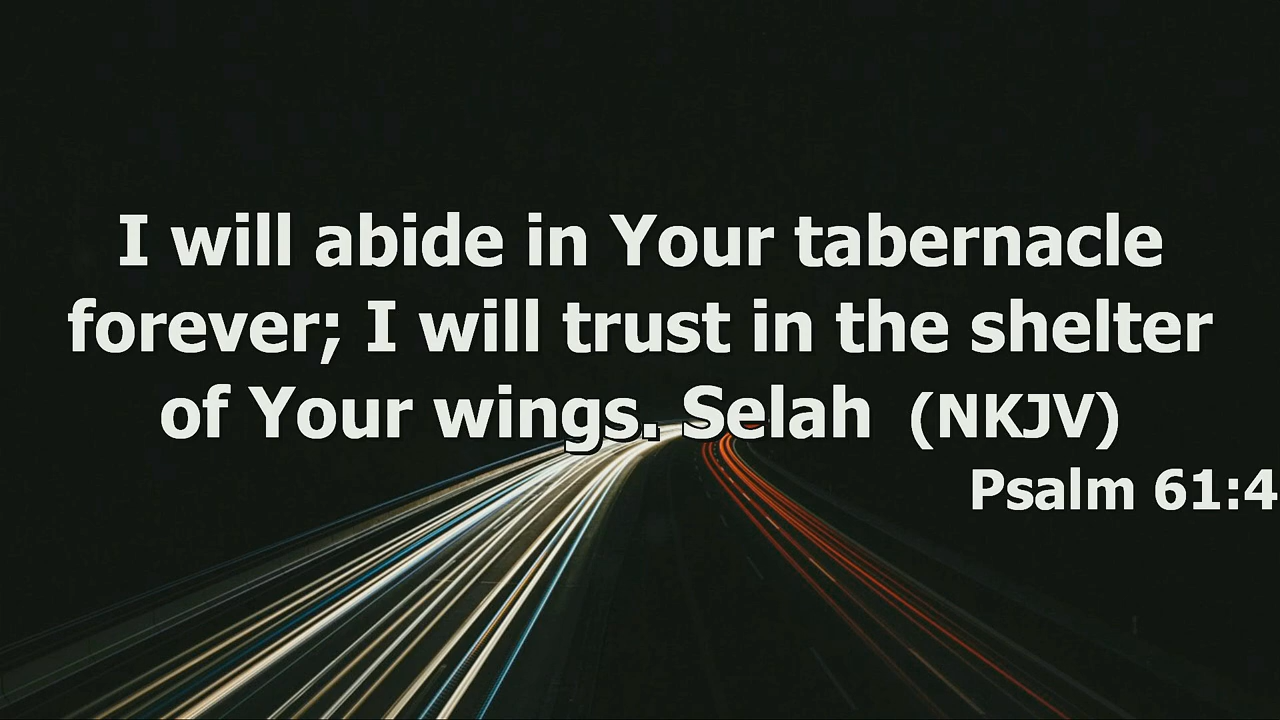 I will abide in Your tabernacle
forever; I will trust in the shelter
of Your wings. Selah (NKJV)
Psalm 61:4